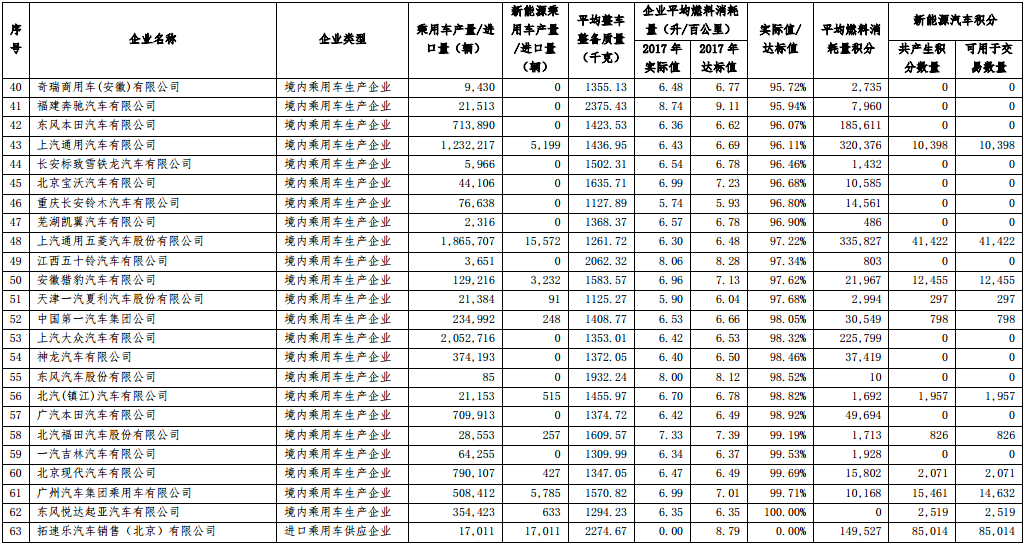 序号 企业名称 企业类型 乘用车产量/进口量（辆） 新能源乘用车产量/进口量（辆） 平均整车整备质量（千克） 企业平均燃料消耗量（升/百公里） 实际值/达标值 平均燃料消耗量积分 新能源汽车积分
2017年实际值 2017年达标值 共产生积分数量 可用于交易数量
40 奇瑞商用车(安徽)有限公司 境内乘用车生产企业 9,430 0 1355.13 6.48 6.77 95.72% 2,735 0 0
41 福建奔驰汽车有限公司 境内乘用车生产企业 21,513 0 2375.43 8.74 9.11 95.94% 7,960 0 0
42 东风本田汽车有限公司 境内乘用车生产企业 713,890 0 1423.53 6.36 6.62 96.07% 185,611 0 0
43 上汽通用汽车有限公司 境内乘用车生产企业 1,232,217 5,199 1436.95 6.43 6.69 96.11% 320,376 10,398 10,398
44 长安标致雪铁龙汽车有限公司 境内乘用车生产企业 5,966 0 1502.31 6.54 6.78 96.46% 1,432 0 0
45 北京宝沃汽车有限公司 境内乘用车生产企业 44,106 0 1635.71 6.99 7.23 96.68% 10,585 0 0
46 重庆长安铃木汽车有限公司 境内乘用车生产企业 76,638 0 1127.89 5.74 5.93 96.80% 14,561 0 0
47 芜湖凯翼汽车有限公司 境内乘用车生产企业 2,316 0 1368.37 6.57 6.78 96.90% 486 0 0
48 上汽通用五菱汽车股份有限公司 境内乘用车生产企业 1,865,707 15,572 1261.72 6.30 6.48 97.22% 335,827 41,422 41,422
49 江西五十铃汽车有限公司 境内乘用车生产企业 3,651 0 2062.32 8.06 8.28 97.34% 803 0 0
50 安徽猎豹汽车有限公司 境内乘用车生产企业 129,216 3,232 1583.57 6.96 7.13 97.62% 21,967 12,455 12,455
51 天津一汽夏利汽车股份有限公司 境内乘用车生产企业 21,384 91 1125.27 5.90 6.04 97.68% 2,994 297 297
52 中国第一汽车集团公司 境内乘用车生产企业 234,992 248 1408.77 6.53 6.66 98.05% 30,549 798 798
53 上汽大众汽车有限公司 境内乘用车生产企业 2,052,716 0 1353.01 6.42 6.53 98.32% 225,799 0 0
54 神龙汽车有限公司 境内乘用车生产企业 374,193 0 1372.05 6.40 6.50 98.46% 37,419 0 0
55 东风汽车股份有限公司 境内乘用车生产企业 85 0 1932.24 8.00 8.12 98.52% 10 0 0
56 北汽(镇江)汽车有限公司 境内乘用车生产企业 21,153 515 1455.97 6.70 6.78 98.82% 1,692 1,957 1,957
57 广汽本田汽车有限公司 境内乘用车生产企业 709,913 0 1374.72 6.42 6.49 98.92% 49,694 0 0
58 北汽福田汽车股份有限公司 境内乘用车生产企业 28,553 257 1609.57 7.33 7.39 99.19% 1,713 826 826
59 一汽吉林汽车有限公司 境内乘用车生产企业 64,255 0 1309.99 6.34 6.37 99.53% 1,928 0 0
60 北京现代汽车有限公司 境内乘用车生产企业 790,107 427 1347.05 6.47 6.49 99.69% 15,802 2,071 2,071
61 广州汽车集团乘用车有限公司 境内乘用车生产企业 508,412 5,785 1570.82 6.99 7.01 99.71% 10,168 15,461 14,632
62 东风悦达起亚汽车有限公司 境内乘用车生产企业 354,423 633 1294.23 6.35 6.35 100.00% 0 2,519 2,519
63 拓速乐汽车销售（北京）有限公司 进口乘用车供应企业 17,011 17,011 2274.67 0.00 8.79 0.00% 149,527 85,014 85,014